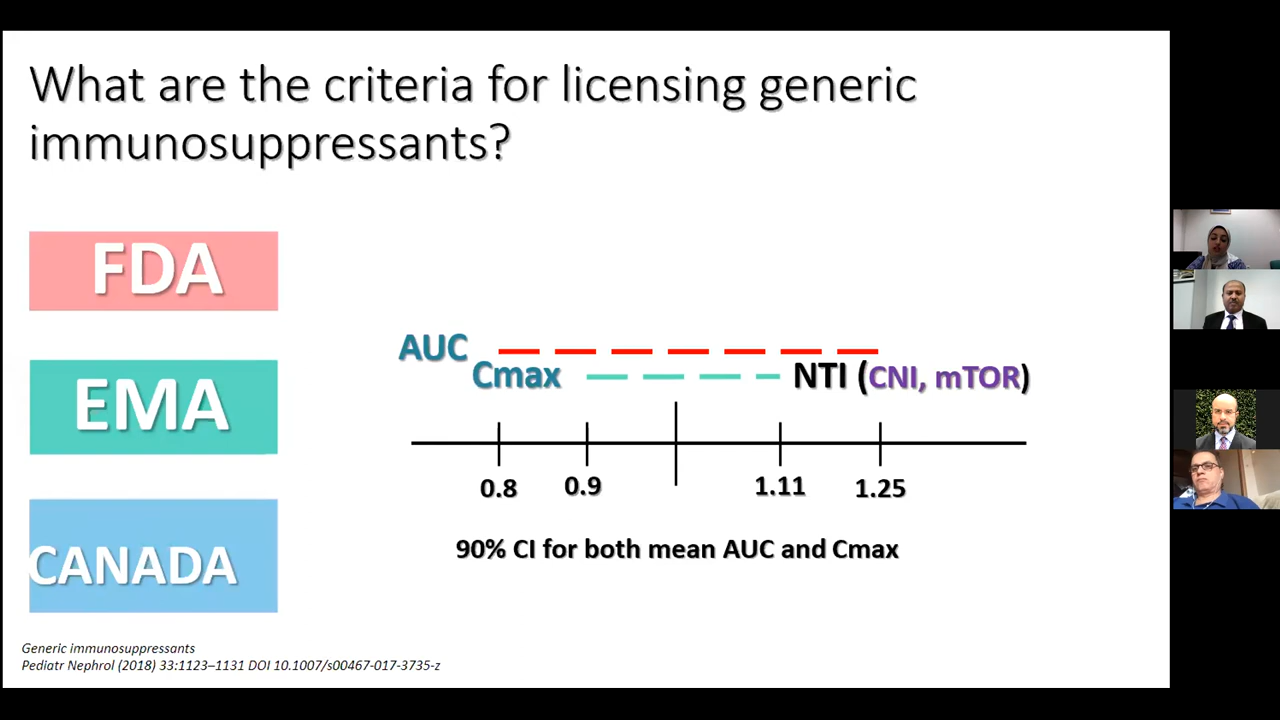 What are the criteria for licensing generic
immunosuppressants?
FDA
EMA
CANADA
AUC
Cmax
NTI (CNI, mTOR)
0.8
0.9
1.11
1.25
90% CI for both mean AUC and Cmax
Generic immunosuppressants
Pediatr Nephrol (2018) 33:1123–1131 DOI 10.1007/s00467-017-3735-z